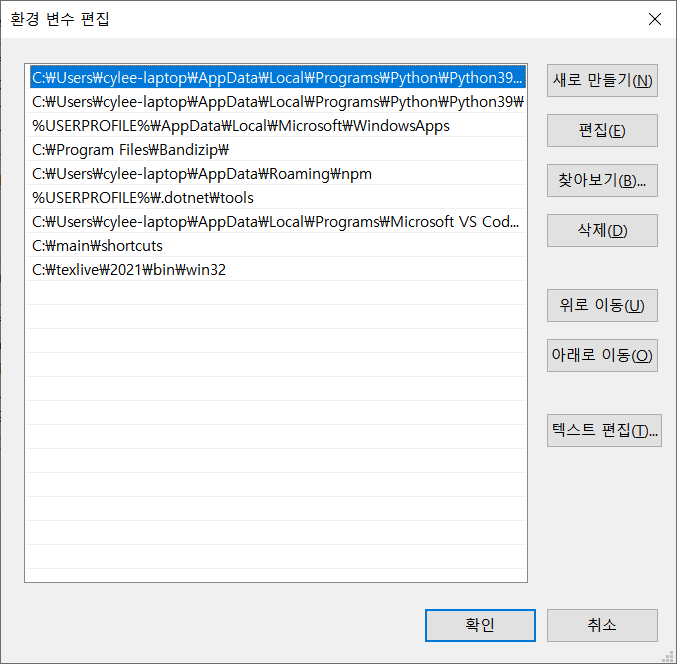 환경 변수 편집
C:₩Users₩cylee-laptop₩AppData₩Local₩Programs₩Python₩Python39...
C:₩Users₩cylee-laptop₩AppData₩Local₩Programs₩Python₩Python39₩
%USERPROFILE%₩AppData₩Local₩Microsoft₩WindowsApps
C:₩Program Files₩Bandizip₩
C:₩Users₩cylee-laptop₩AppData₩Roaming₩npm
%USERPROFILE%₩.dotnet₩tools
C:₩Users₩cylee-laptop₩AppData₩Local₩Programs₩Microsoft VS Cod...
C:₩main₩shortcuts
C:₩texlive₩2021₩bin₩win32
새로 만들기(N)
편집(E)
찾아보기(B)...
삭제(D)
위로 이동(U)
아래로 이동(O)
텍스트 편집(T)...
확인
취소